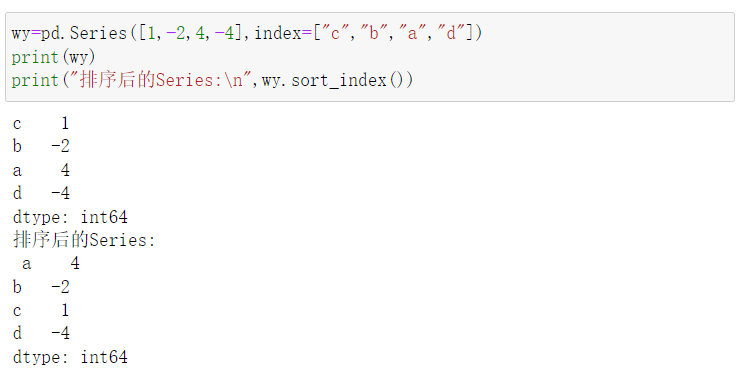 wy=pd.Series([1,-2,4,-4],index=["c","b","a","d"])
print(wy)
print("排序后的Series:\n",wy.sort_index())
c    1
b   -2
a    4
d   -4
dtype: int64
排序后的Series:
 a    4
b   -2
c    1
d   -4
dtype: int64